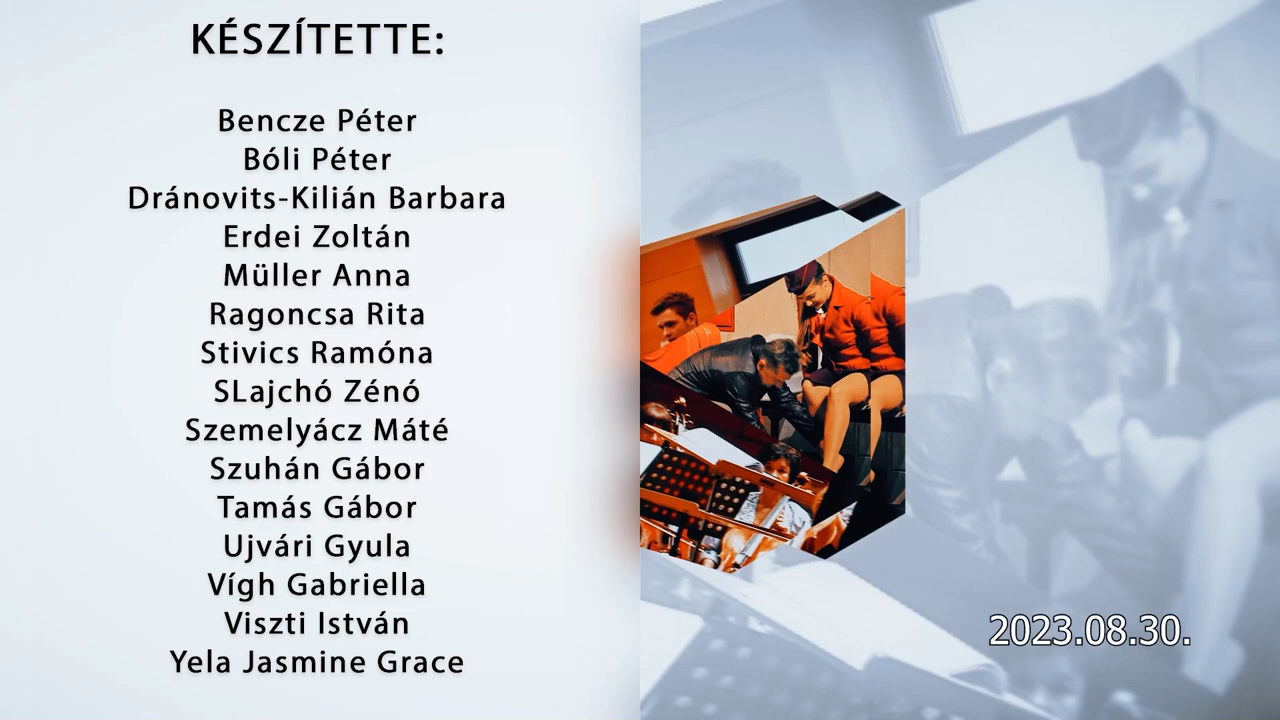 KÉSZÍTETTE:
Bencze Péter
Bóli Péter
Dránovits-Kilián Barbara
Erdei Zoltán
Müller Anna
Ragoncsa Rita
Stivics Ramóna
SLajchó Zénó
Szemelyácz Máté
Szuhán Gábor
Tamás Gábor
Ujvári Gyula
Vígh Gabriella
Viszti István
Yela Jasmine Grace
2023.08.30.